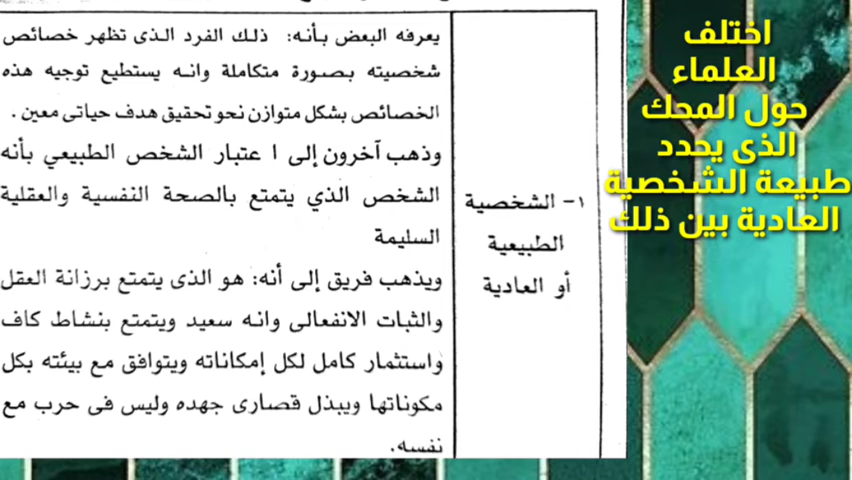 اختلف
العلماء
حول المحك
الذى يحدد
طبيعة الشخصية
العادية بين ذلك
١- الشخصية
الطبيعية
أو العادية
يعرفه البعض بأنه: ذلك الفرد الذى تظهر خصائص
شخصيته بصورة متكاملة وانه يستطيع توجيه هذه
الخصائص بشكل متوازن نحو تحقيق هدف حياتى معين.
وذهب آخرون إلى ا عتبار الشخص الطبيعي بأنه
الشخص الذي يتمتع بالصحة النفسية والعقلية
السليمة
ويذهب فريق إلى أنه: هو الذى يتمتع برزانة العقل
والثبات الانفعالى وانه سعيد ويتمتع بنشاط كاف
واستثمار كامل لكل إمكاناته ويتوافق مع بيئته بكل
مكوناتها ويبذل قصارى جهده وليس فى حرب مع
نفسه.